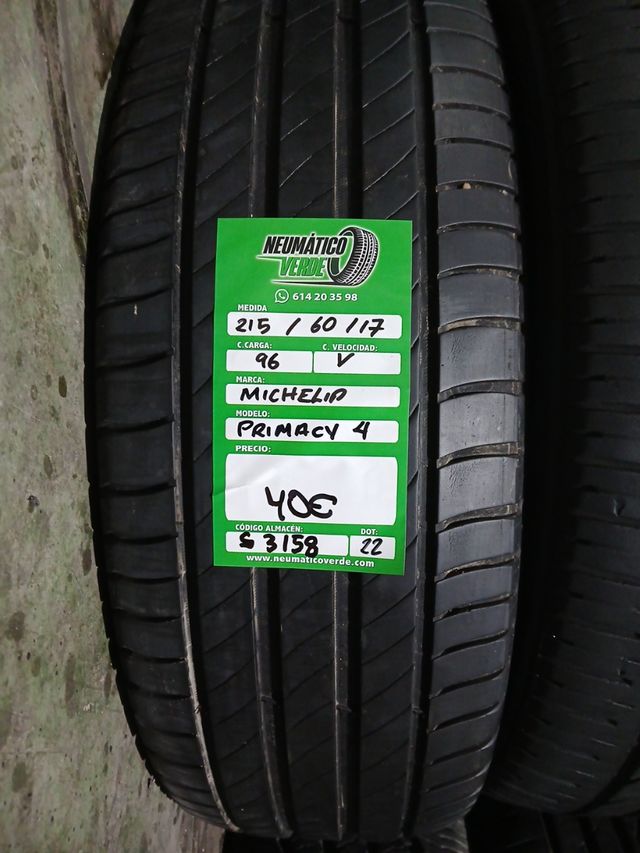 NEUMÁTICO
VERDE
614 20 35 98
MEDIDA
215 / 60 / 17
C.CARGA: C. VELOCIDAD:
96 V
MARCA:
MICHELIN
MODELO:
PRIMACY 4
PRECIO:
40€
CÓDIGO ALMACÉN: DOT:
S 3158 22
www.neumaticoverde.com